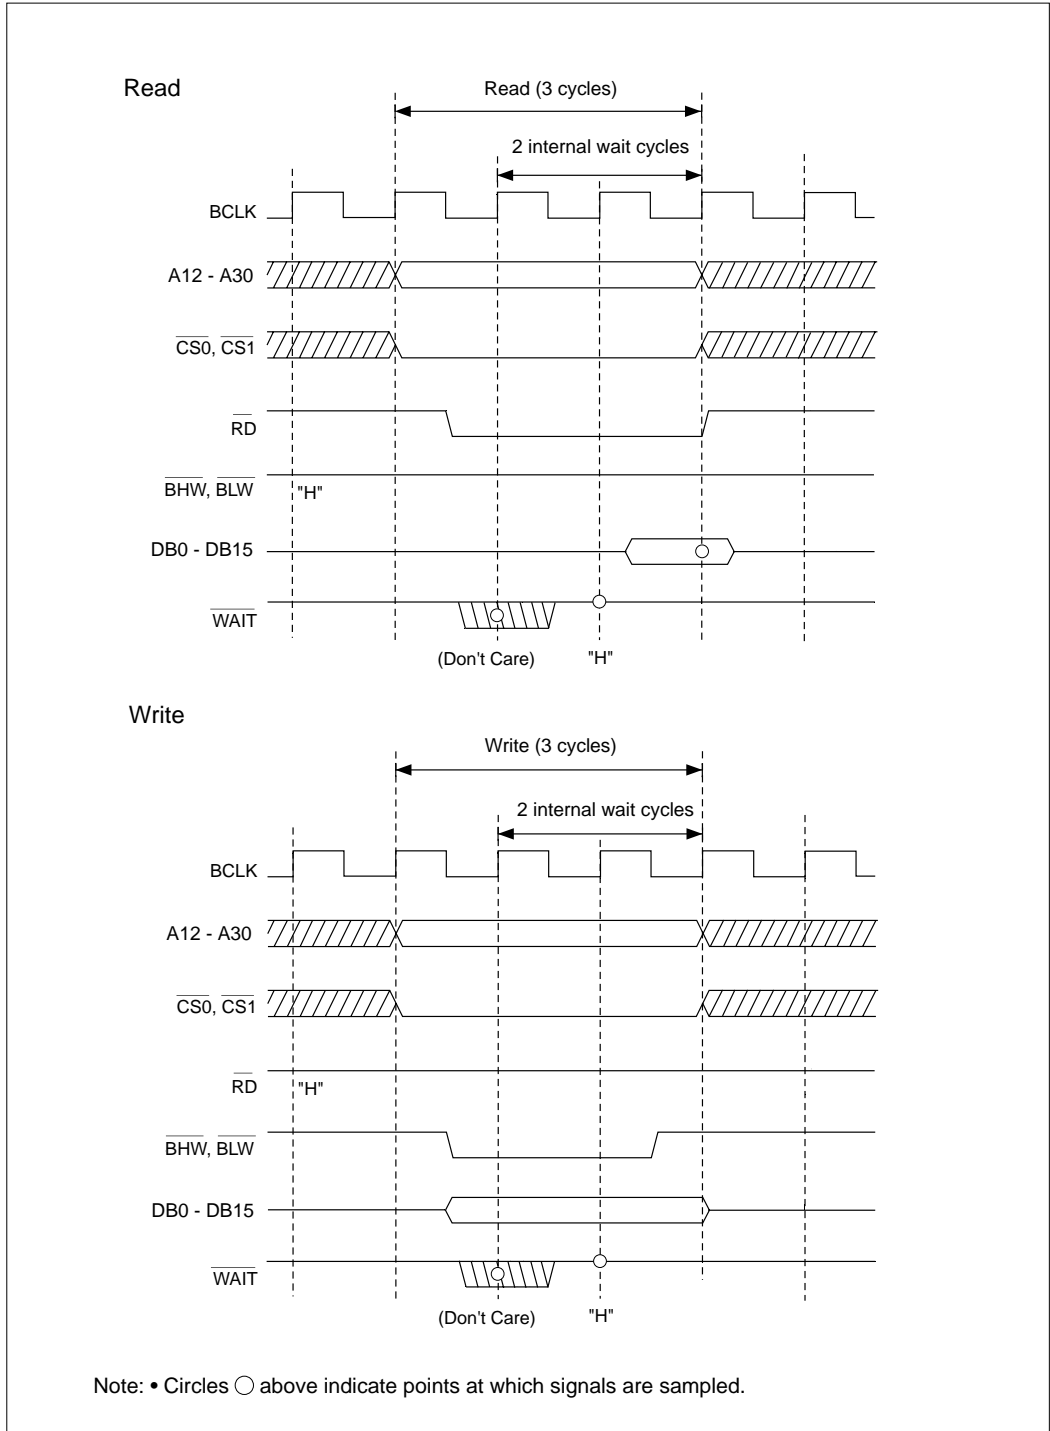 Read
Read (3 cycles)
2 internal wait cycles
BCLK
A12 - A30
CS0, CS1
RD
BHW, BLW
"H"
DB0 - DB15
WAIT
(Don't Care)
"H"
Write
Write (3 cycles)
2 internal wait cycles
BCLK
A12 - A30
CS0, CS1
RD
"H"
BHW, BLW
DB0 - DB15
WAIT
(Don't Care)
"H"
Note: • Circles ○ above indicate points at which signals are sampled.